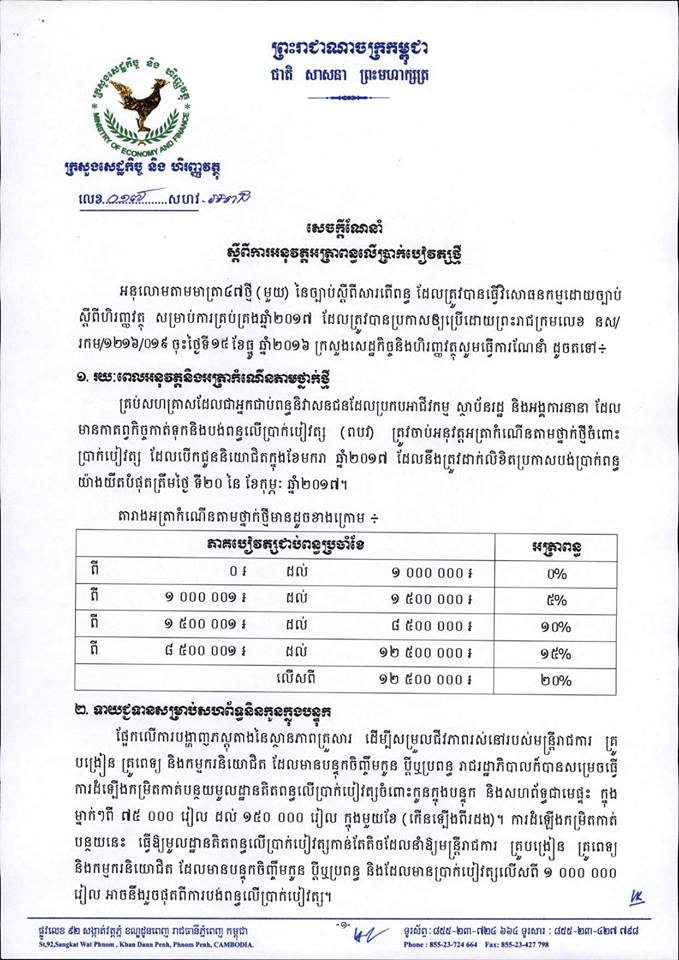 ព្រះរាជាណាចក្រកម្ពុជា
ជាតិ សាសនា ព្រះមហាក្សត្រ
ក្រសួងសេដ្ឋកិច្ច និង ហិរញ្ញវត្ថុ
MINISTRY OF ECONOMY AND FINANCE
ក្រសួងសេដ្ឋកិច្ច និង ហិរញ្ញវត្ថុ
លេខ..០១៧..........សហវ
សេចក្តីណែនាំ
ស្តីពីការអនុវត្តអត្រាពន្ធលើប្រាក់បៀវត្សថ្មី
អនុលោមតាមមាត្រា៤៧ថ្មី (មួយ) នៃច្បាប់ស្តីពីសារពើពន្ធ ដែលត្រូវបានធ្វើវិសោធនកម្មដោយច្បាប់
ស្តីពីហិរញ្ញវត្ថុ សម្រាប់ការគ្រប់គ្រងឆ្នាំ២០១៧ ដែលត្រូវបានប្រកាសឲ្យប្រើដោយព្រះរាជក្រមលេខ នស/
រកម/១២១៦/០១៩ ចុះថ្ងៃទី១៥ ខែធ្នូ ឆ្នាំ២០១៦ ក្រសួងសេដ្ឋកិច្ចនិងហិរញ្ញវត្ថុសូមធ្វើការណែនាំ ដូចតទៅ÷
១. រយៈពេលអនុវត្តនិងអត្រាកំណើនតាមថ្នាក់ថ្មី
គ្រប់សហគ្រាសដែលជាអ្នកជាប់ពន្ធនិវាសនជនដែលប្រកបអាជីវកម្ម ស្ថាប័នរដ្ឋ និងអង្គការនានា ដែល
មានកាតព្វកិច្ចកាត់ទុកនិងបង់ពន្ធលើប្រាក់បៀវត្ស (ពបវ) ត្រូវចាប់អនុវត្តអត្រាកំណើនតាមថ្នាក់ថ្មីចំពោះ
ប្រាក់បៀវត្ស ដែលបើកជូននិយោជិតក្នុងខែមករា ឆ្នាំ២០១៧ ដែលនឹងត្រូវដាក់លិខិតប្រកាសបង់ប្រាក់ពន្ធ
យ៉ាងយឺតបំផុតត្រឹមថ្ងៃ ទី២០ នៃ ខែកុម្ភៈ ឆ្នាំ២០១៧។
តារាងអត្រាកំណើនតាមថ្នាក់ថ្មីមានដូចខាងក្រោម ÷
ភាគបៀវត្សជាប់ពន្ធប្រចាំខែ អត្រាពន្ធ
ពី ០ ៛ ដល់ ១ ០០០ ០០០ ៛ ០%
ពី ១ ០០០ ០០១ ៛ ដល់ ១ ៥០០ ០០០ ៛ ៥%
ពី ១ ៥០០ ០០១ ៛ ដល់ ៨ ៥០០ ០០០ ៛ ១០%
ពី ៨ ៥០០ ០០១ ៛ ដល់ ១២ ៥០០ ០០០ ៛ ១៥%
លើសពី ១២ ៥០០ ០០០ ៛ ២០%
២. ទាយជ្ជទានសម្រាប់សហព័ទ្ធនិងកូនក្នុងបន្ទុក
ផ្អែកលើការបង្ហាញភស្តុតាងនៃស្ថានភាពគ្រួសារ ដើម្បីសម្រួលជីវភាពរស់នៅរបស់មន្ត្រីរាជការ គ្រូ
បង្រៀន គ្រូពេទ្យ និងកម្មករនិយោជិត ដែលមានបន្ទុកចិញ្ចឹមកូន ប្តីឬប្រពន្ធ រាជរដ្ឋាភិបាលក៏បានសម្រេចធ្វើ
ការដំឡើងកម្រិតកាត់បន្ថយមូលដ្ឋានគិតពន្ធលើប្រាក់បៀវត្សចំពោះកូនក្នុងបន្ទុក និងសហព័ទ្ធជាមេផ្ទះ ក្នុង
ម្នាក់ៗពី ៧៥ ០០០ រៀល ដល់ ១៥០ ០០០ រៀល ក្នុងមួយខែ (កើនឡើងពីរដង)។ ការដំឡើងកម្រិតកាត់
បន្ថយនេះ ធ្វើឱ្យមូលដ្ឋានគិតពន្ធលើប្រាក់បៀវត្សកាន់តែតិចដែលនាំឱ្យមន្ត្រីរាជការ គ្រូបង្រៀន គ្រូពេទ្យ
និងកម្មករនិយោជិត ដែលមានបន្ទុកចិញ្ចឹមកូន ប្តីឬប្រពន្ធ និងដែលមានប្រាក់បៀវត្សលើសពី ១ ០០០ ០០០
រៀល អាចនឹងរួចផុតពីការបង់ពន្ធលើប្រាក់បៀវត្ស។
-១-
ផ្លូវលេខ ៩២ សង្កាត់វត្តភ្នំ ខណ្ឌដូនពេញ រាជធានីភ្នំពេញ កម្ពុជា ទូរស័ព្ទ: ៨៥៥-២៣-៧២៤ ៦៦៤ ទូរសារ : ៨៥៥-២៣-៤២៧ ៧៩៨
St,92,Sangkat Wat Phnom , Khan Daun Penh, Phnom Penh, CAMBODIA. Phone : 855-23-724 664 Fax: 855-23-427 798